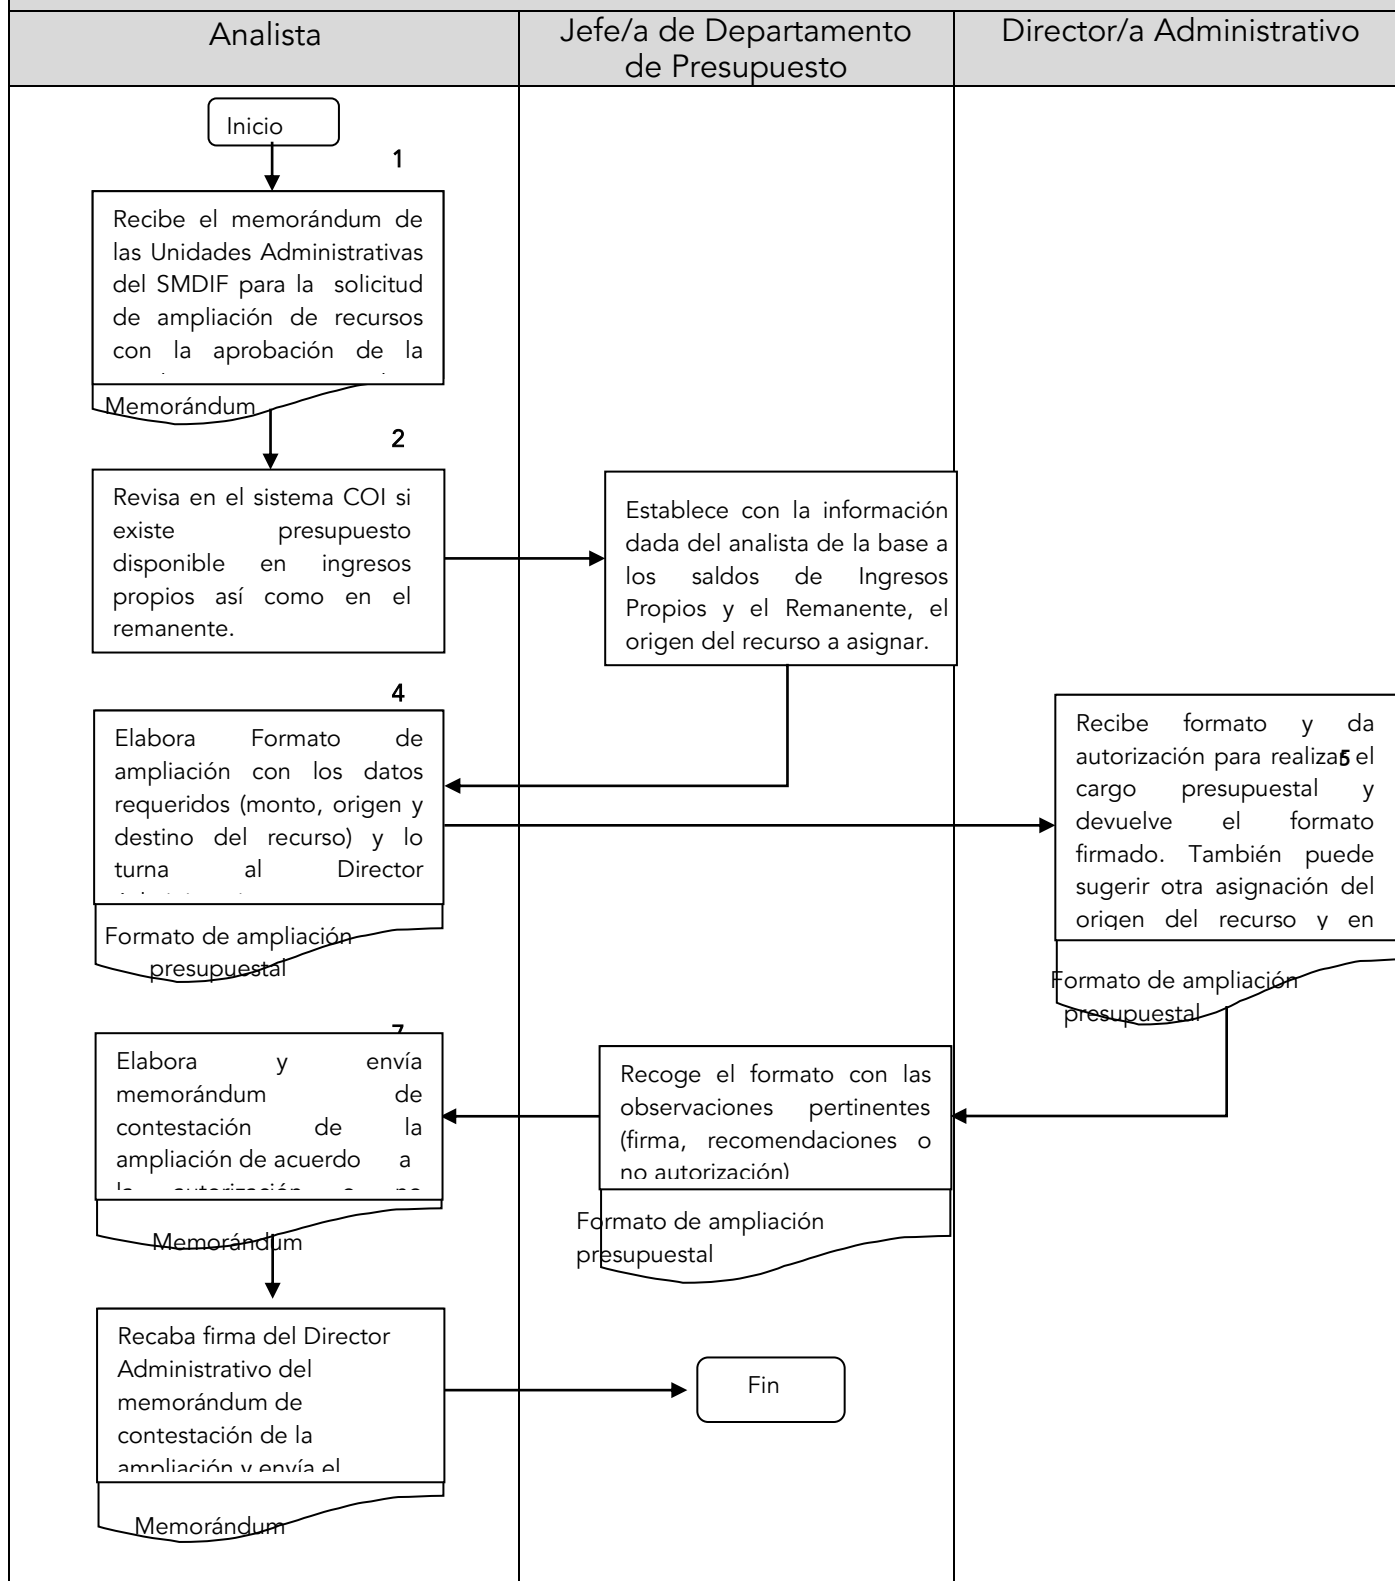 Analista
Jefe/a de Departamento
de Presupuesto
Director/a Administrativo
Inicio
1
Recibe el memorándum de
las Unidades Administrativas
del SMDIF para la solicitud
de ampliación de recursos
con la aprobación de la
Memorándum
2
Revisa en el sistema COI si
existe presupuesto
disponible en ingresos
propios así como en el
remanente.
Establece con la información
dada del analista de la base a
los saldos de Ingresos
Propios y el Remanente, el
origen del recurso a asignar.
4
Elabora Formato de
ampliación con los datos
requeridos (monto, origen y
destino del recurso) y lo
turna al Director
Formato de ampliación
presupuestal
5
Recibe formato y da
autorización para realizar el
cargo presupuestal y
devuelve el formato
firmado. También puede
sugerir otra asignación del
origen del recurso y en
Formato de ampliación
presupuestal
Recoge el formato con las
observaciones pertinentes
(firma, recomendaciones o
no autorización)
Formato de ampliación
presupuestal
7
Elabora y envía
memorándum de
contestación de la
ampliación de acuerdo a
la autorización o no
Memorándum
Recaba firma del Director
Administrativo del
memorándum de
contestación de la
ampliación y envía el
Memorándum
Fin